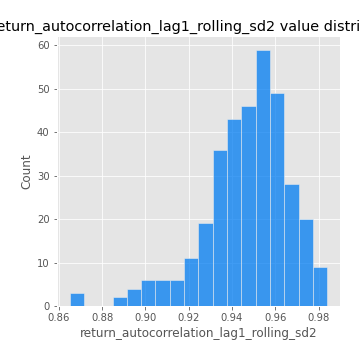 eturn_autocorrelation_lag1_rolling_sd2 value distri
60
50
40
30
20
10
0
Count
0.86 0.88 0.90 0.92 0.94 0.96 0.98
return_autocorrelation_lag1_rolling_sd2